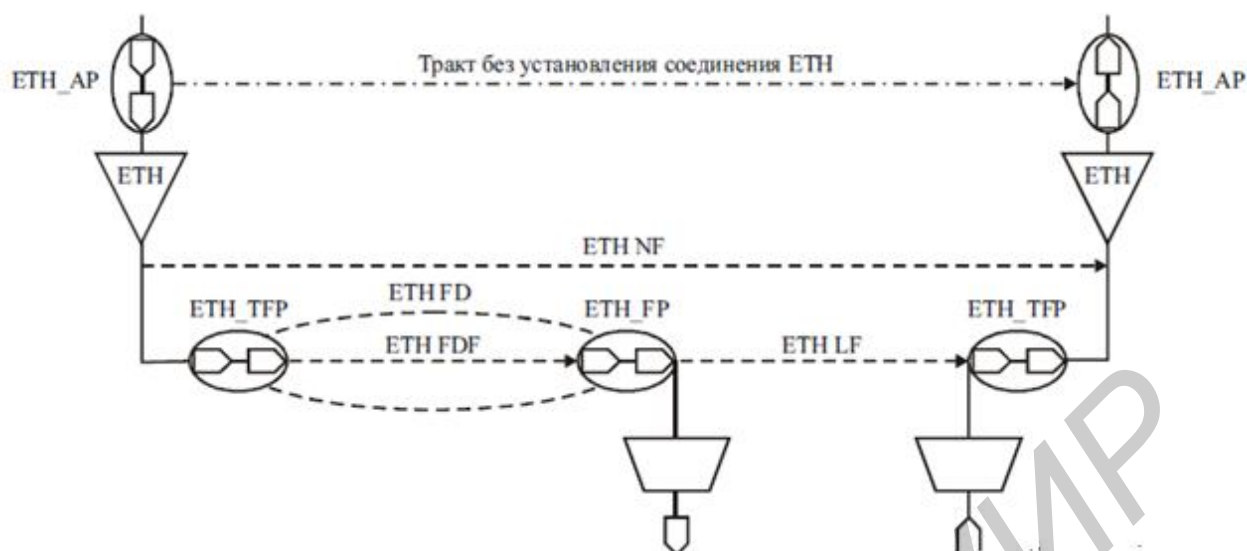 Тракт без установления соединения ETH
ETH_AP
ETH_AP
ETH
ETH
ETH NF
ETH FD
ETH_TFP
ETH_FP
ETH_TFP
ETH FDF
ETH LF
ИР